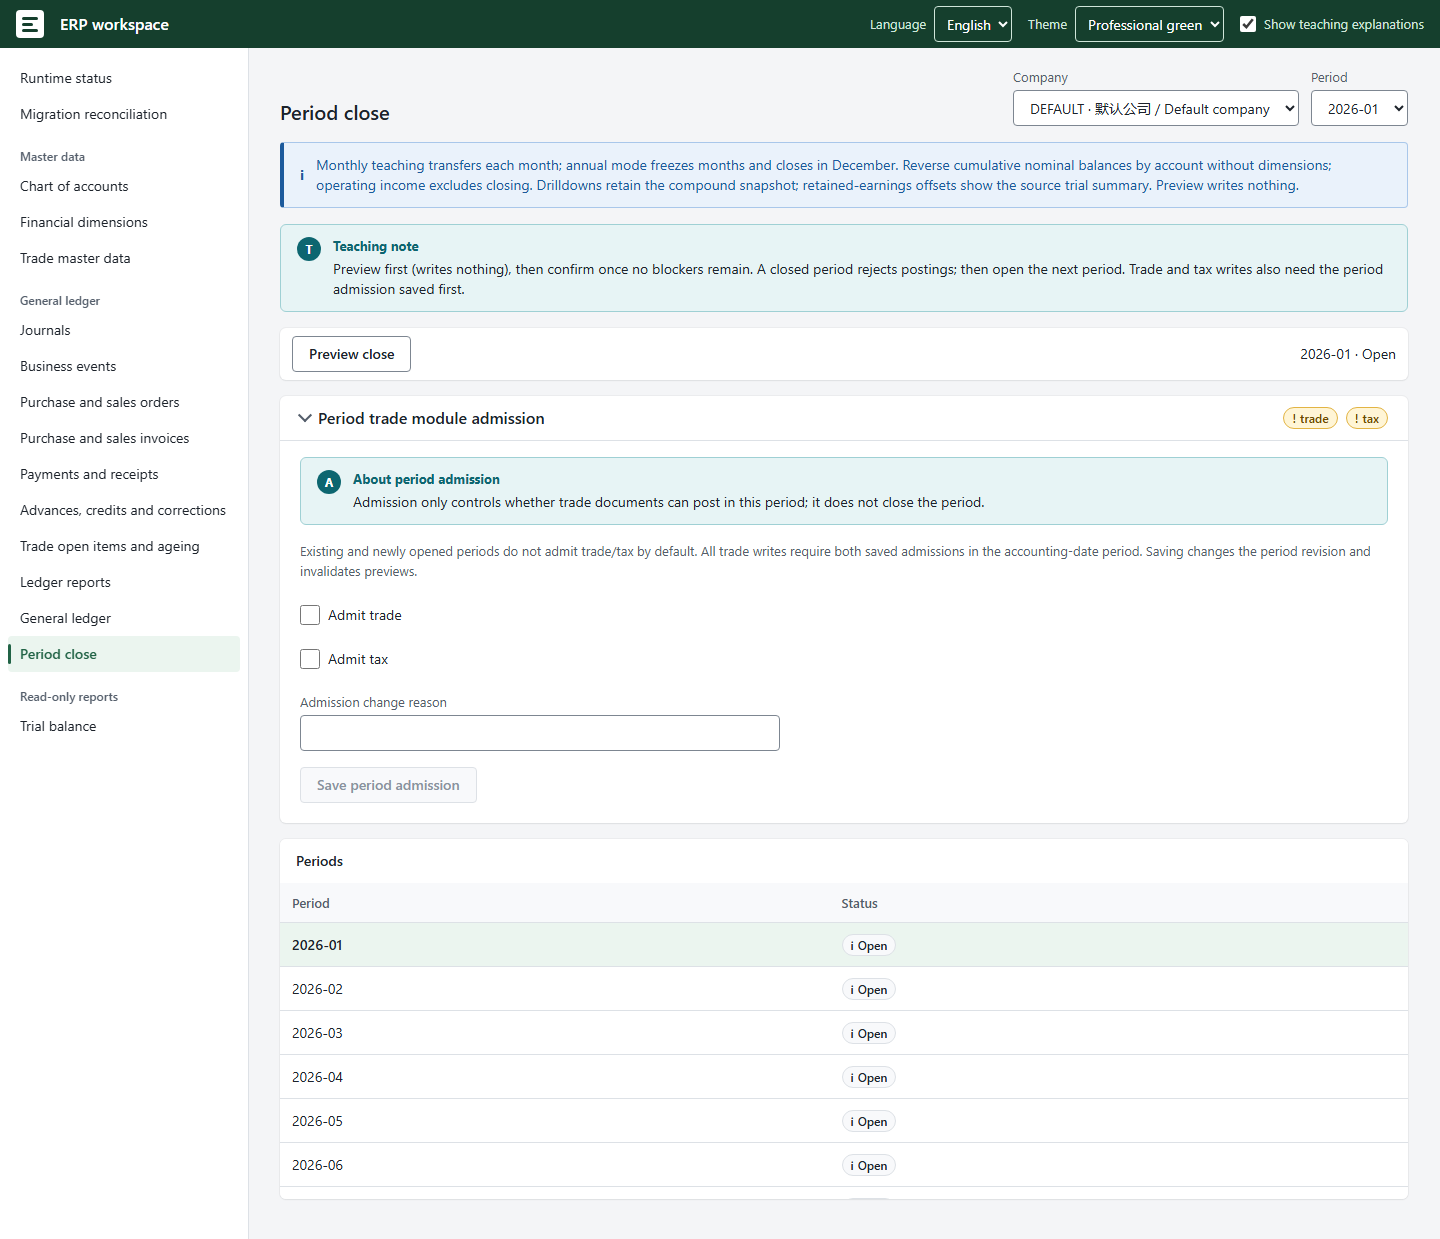 ERP workspace
Language English Theme Professional green Show teaching explanations
Runtime status
Migration reconciliation
Master data
Chart of accounts
Financial dimensions
Trade master data
General ledger
Journals
Business events
Purchase and sales orders
Purchase and sales invoices
Payments and receipts
Advances, credits and corrections
Trade open items and ageing
Ledger reports
General ledger
Period close
Read-only reports
Trial balance
Period close
Company
DEFAULT · 默认公司 / Default company
Period
2026-01
i
Monthly teaching transfers each month; annual mode freezes months and closes in December. Reverse cumulative nominal balances by account without dimensions;
operating income excludes closing. Drilldowns retain the compound snapshot; retained-earnings offsets show the source trial summary. Preview writes nothing.
T
Teaching note
Preview first (writes nothing), then confirm once no blockers remain. A closed period rejects postings; then open the next period. Trade and tax writes also need the period
admission saved first.
Preview close
2026-01 · Open
Period trade module admission
! trade ! tax
A
About period admission
Admission only controls whether trade documents can post in this period; it does not close the period.
Existing and newly opened periods do not admit trade/tax by default. All trade writes require both saved admissions in the accounting-date period. Saving changes the period revision and
invalidates previews.
Admit trade
Admit tax
Admission change reason
Save period admission
Periods
Period Status
2026-01 i Open
2026-02 i Open
2026-03 i Open
2026-04 i Open
2026-05 i Open
2026-06 i Open